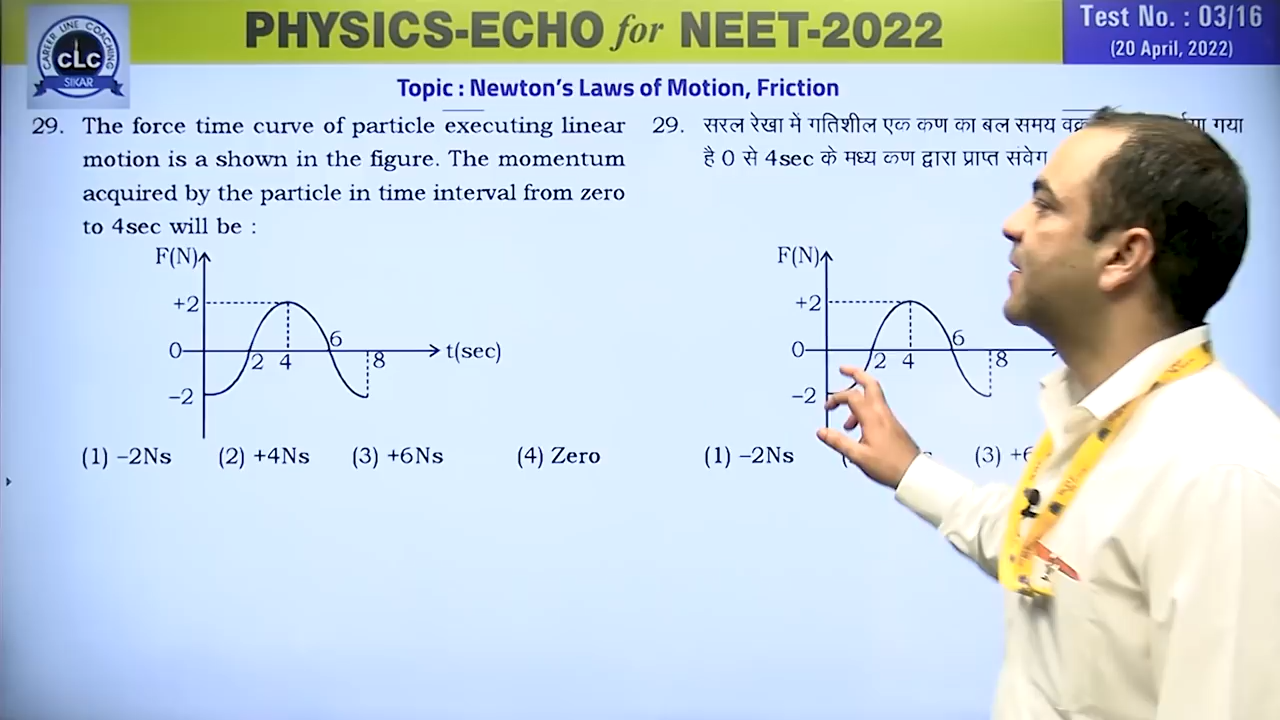 PHYSICS-ECHO for NEET-2022
Test No. : 03/16
(20 April, 2022)
CAREER LINE COACHING
CLC
SIKAR
Topic : Newton's Laws of Motion, Friction
29. The force time curve of particle executing linear
motion is a shown in the figure. The momentum
acquired by the particle in time interval from zero
to 4sec will be :
F(N)
+2
0
–2
2 4 6 8
t(sec)
(1) –2Ns (2) +4Ns (3) +6Ns (4) Zero
29. सरल रेखा में गतिशील एक कण का बल समय गया
है 0 से 4sec के मध्य कण द्वारा प्राप्त संवेग
F(N)
+2
0
–2
2 4 6 8
(1) –2Ns (3)